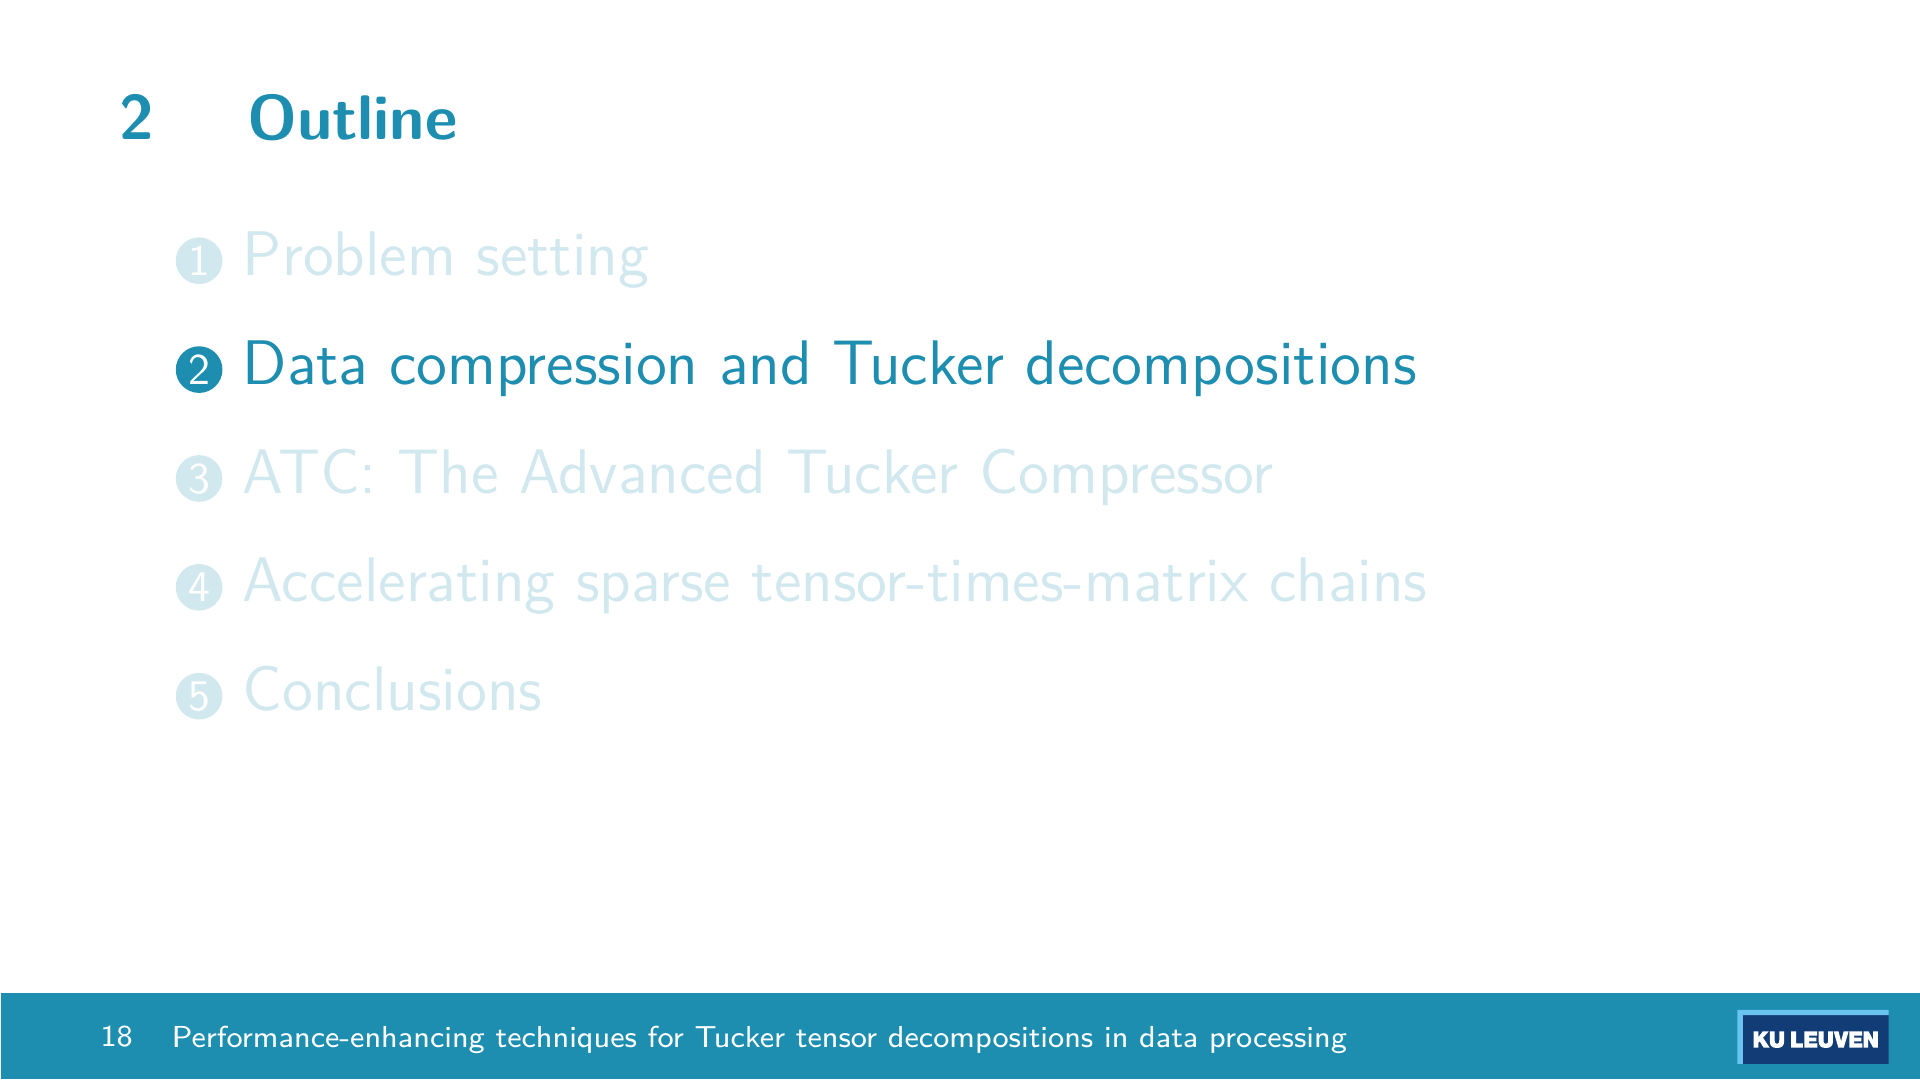 2 Outline
1 Problem setting
2 Data compression and Tucker decompositions
3 ATC: The Advanced Tucker Compressor
4 Accelerating sparse tensor-times-matrix chains
5 Conclusions
18 Performance-enhancing techniques for Tucker tensor decompositions in data processing
KU LEUVEN